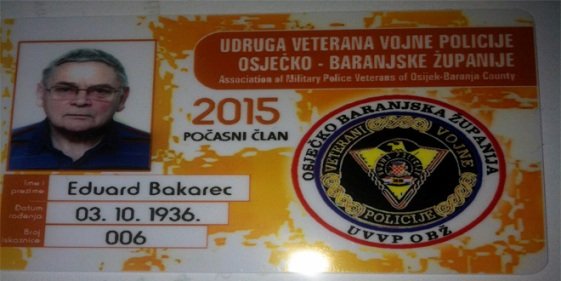 UDRUGA VETERANA VOJNE POLICIJE
OSJEČKO - BARANJSKE ŽUPANIJE
Association of Military Police Veterans of Osijek-Baranja County
2015
POČASNI ČLAN
OSJEČKO BARANJSKA ŽUPANIJA
VETERANI VOJNE
POLICIJE
UVVP OBŽ
Ime i
prezime
Eduard Bakarec
Datum
rođenja
03. 10. 1936.
Broj
iskaznice
006